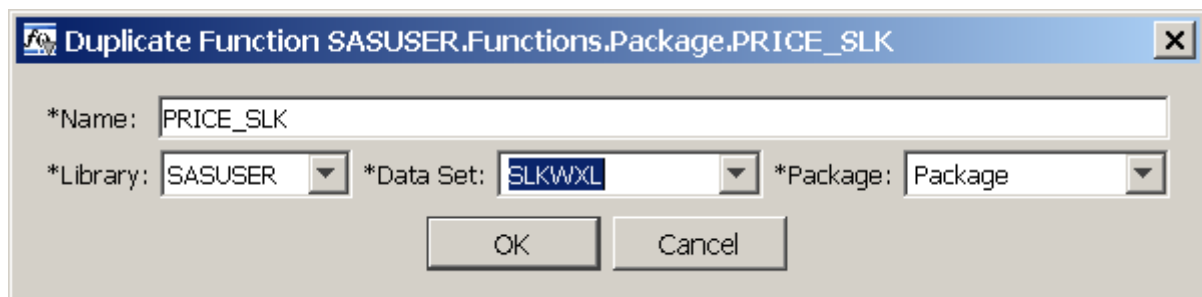 Duplicate Function SASUSER.Functions.Package.PRICE_SLK
*Name: PRICE_SLK
*Library: SASUSER *Data Set: SLKWXL *Package: Package
OK Cancel